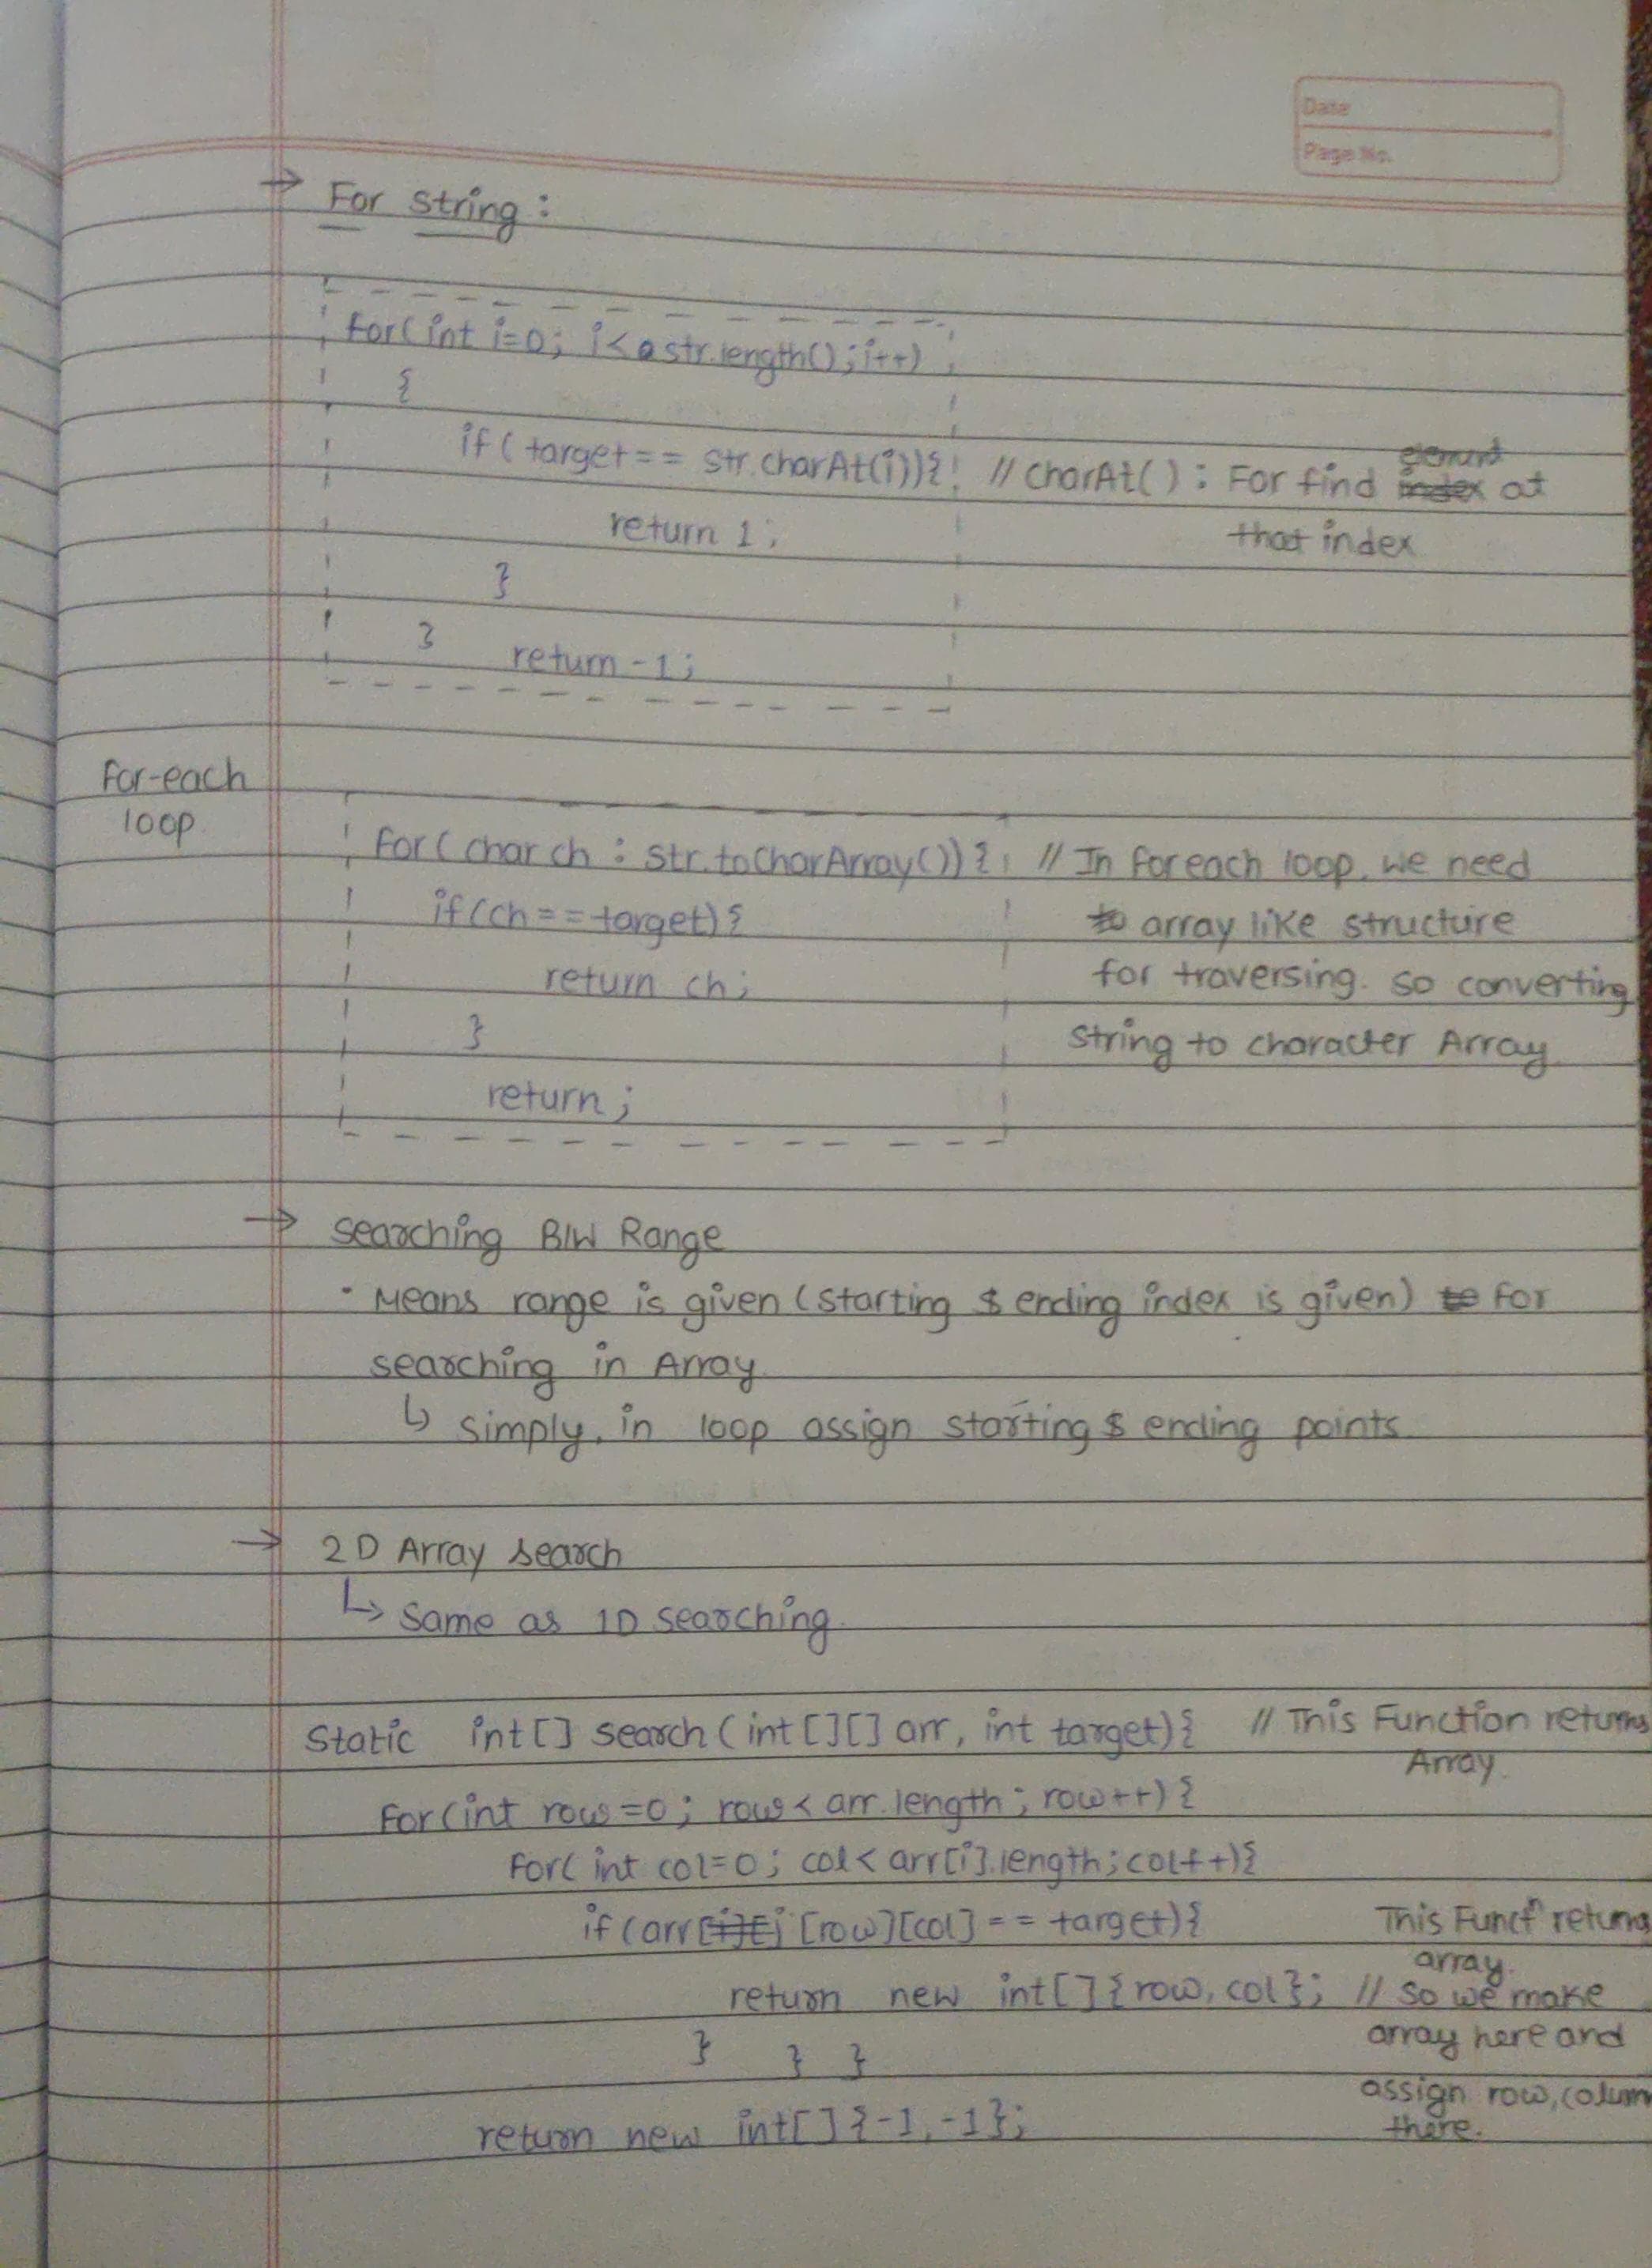 Date
Page No.
→ For string :
for(int i=0; i<str.length(); i++)
{
if(target == str.charAt(i)){ // charAt() : For find element at
return 1; that index
}
} return -1;
for-each
loop
for(char ch : str.toCharArray()){ // In foreach loop, we need
if(ch == target){ array like structure
return ch; for traversing. so converting
} String to character Array
return;
→ Searching B/W Range
· Means range is given (starting & ending index is given) for
searching in Array
↳ simply, in loop assign starting & ending points
→ 2D Array search
↳ same as 1D searching.
Static int[] search(int[][] arr, int target){ // This Function returns
Array.
for(int row=0; row< arr.length; row++){
for( int col=0; col< arr[i].length; col++){
if(arr[row][col] == target){ This Funct returns
array.
return new int[]{row, col}; // so we make
} } } array here and
assign row, colum
return new int[]{-1, -1}; there.